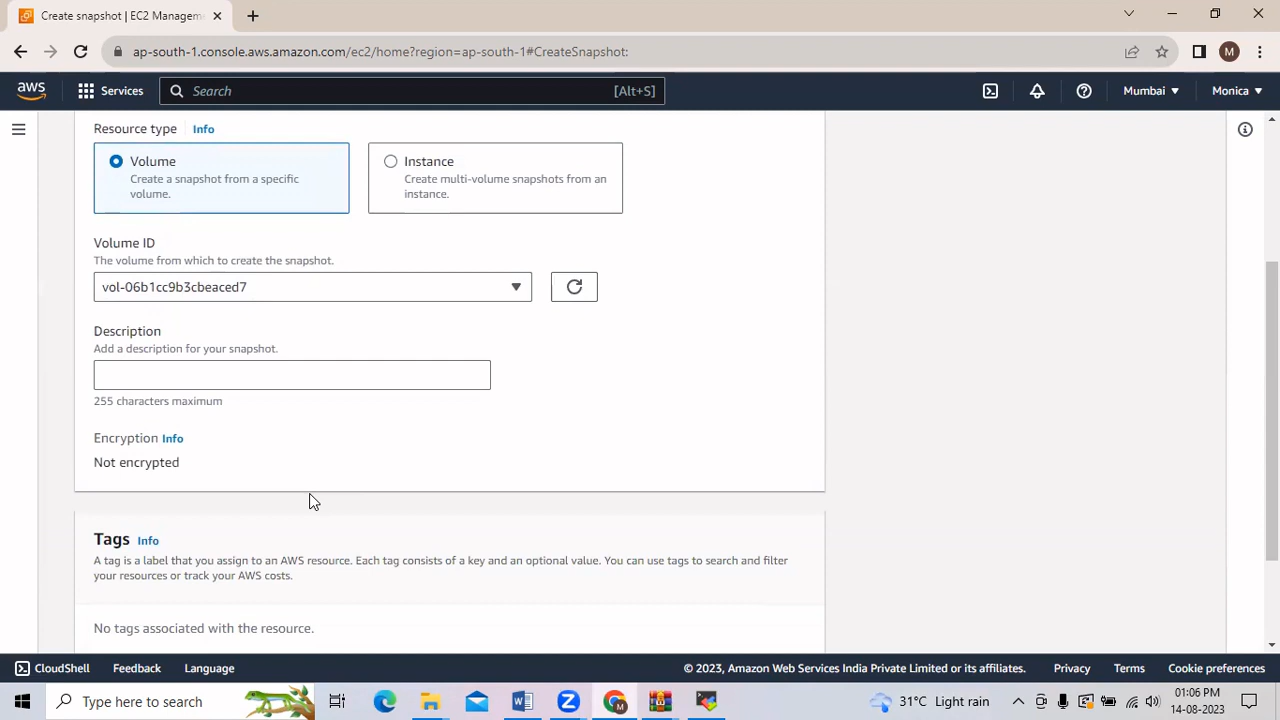 Create snapshot | EC2 Managem
ap-south-1.console.aws.amazon.com/ec2/home?region=ap-south-1#CreateSnapshot:
M
aws
Services
Search
[Alt+S]
Mumbai
Monica
Resource type
Info
Volume
Create a snapshot from a specific
volume.
Instance
Create multi-volume snapshots from an
instance.
Volume ID
The volume from which to create the snapshot.
vol-06b1cc9b3cbeaced7
Description
Add a description for your snapshot.
255 characters maximum
Encryption Info
Not encrypted
Tags Info
A tag is a label that you assign to an AWS resource. Each tag consists of a key and an optional value. You can use tags to search and filter
your resources or track your AWS costs.
No tags associated with the resource.
CloudShell
Feedback
Language
© 2023, Amazon Web Services India Private Limited or its affiliates.
Privacy
Terms
Cookie preferences
Type here to search
31°C Light rain
01:06 PM
14-08-2023